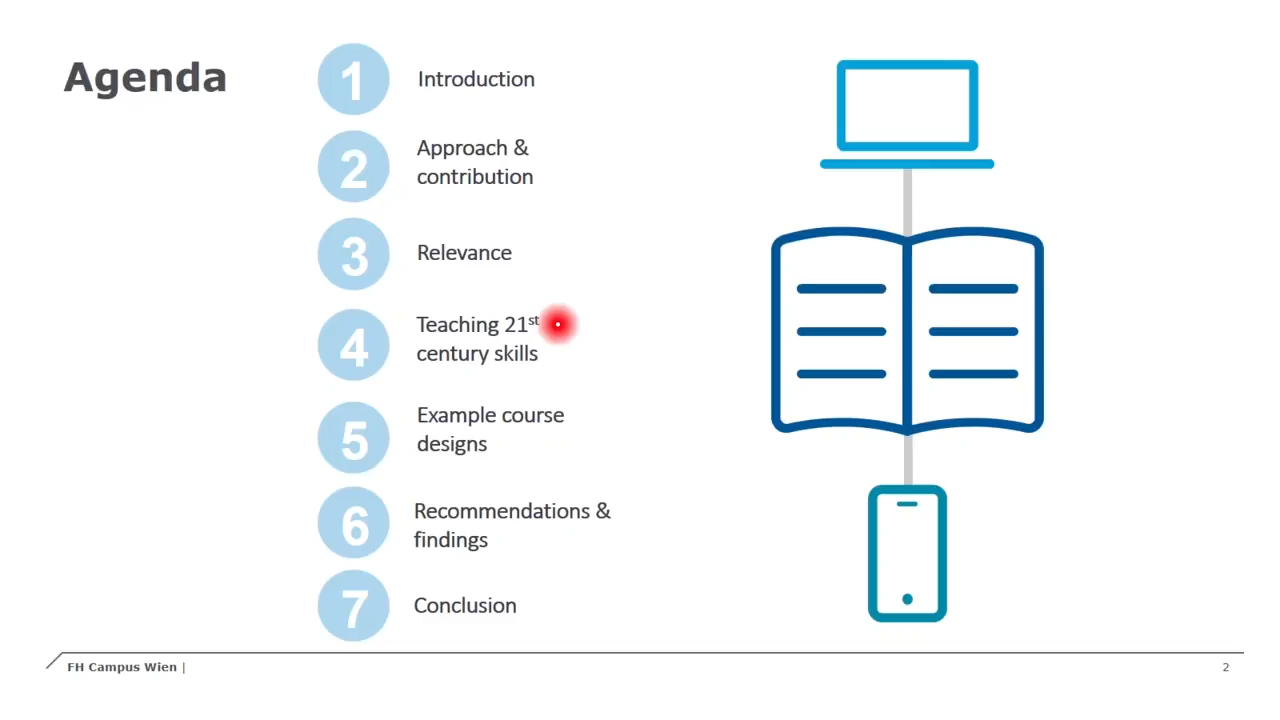 Agenda
1 Introduction
2 Approach &
contribution
3 Relevance
4 Teaching 21st
century skills
5 Example course
designs
6 Recommendations &
findings
7 Conclusion
FH Campus Wien |
2